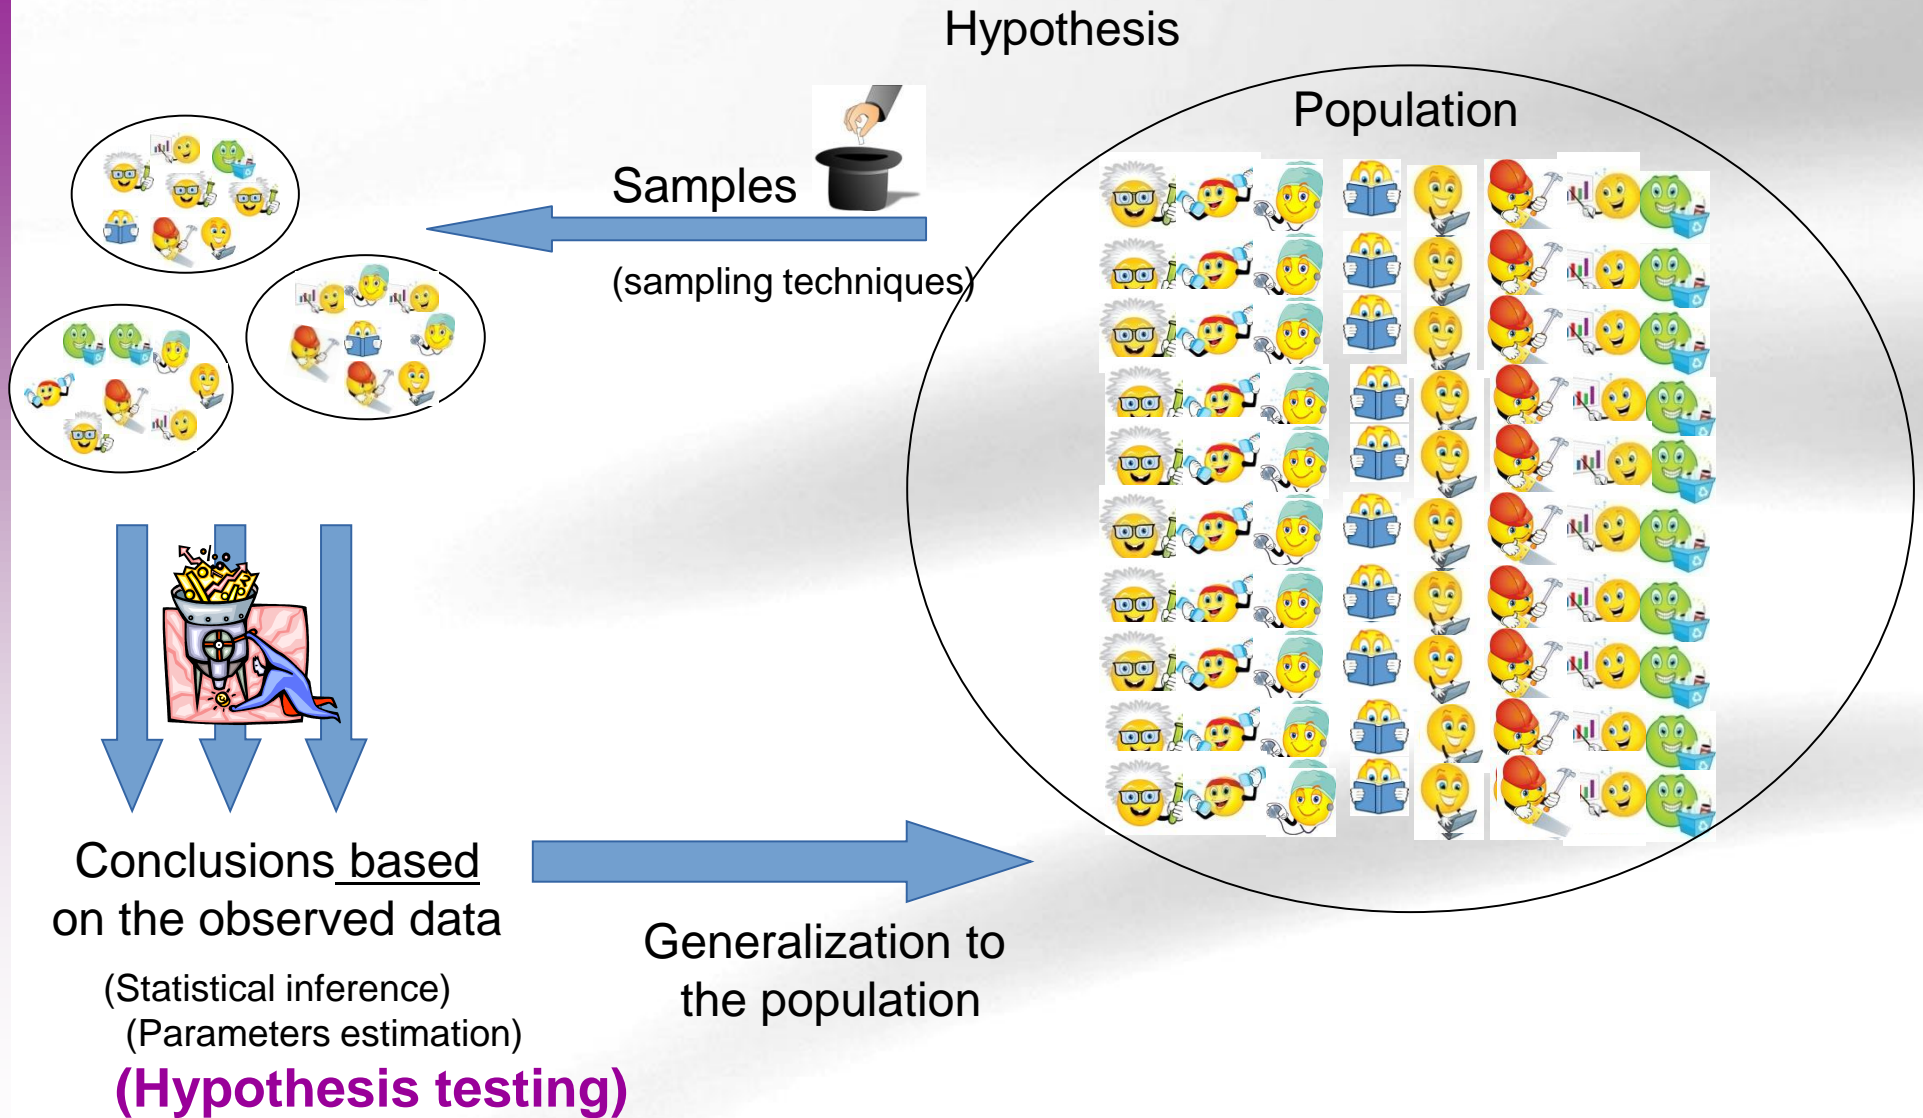 Hypothesis
Population
Samples
(sampling techniques)
Conclusions based
on the observed data
(Statistical inference)
(Parameters estimation)
(Hypothesis testing)
Generalization to
the population